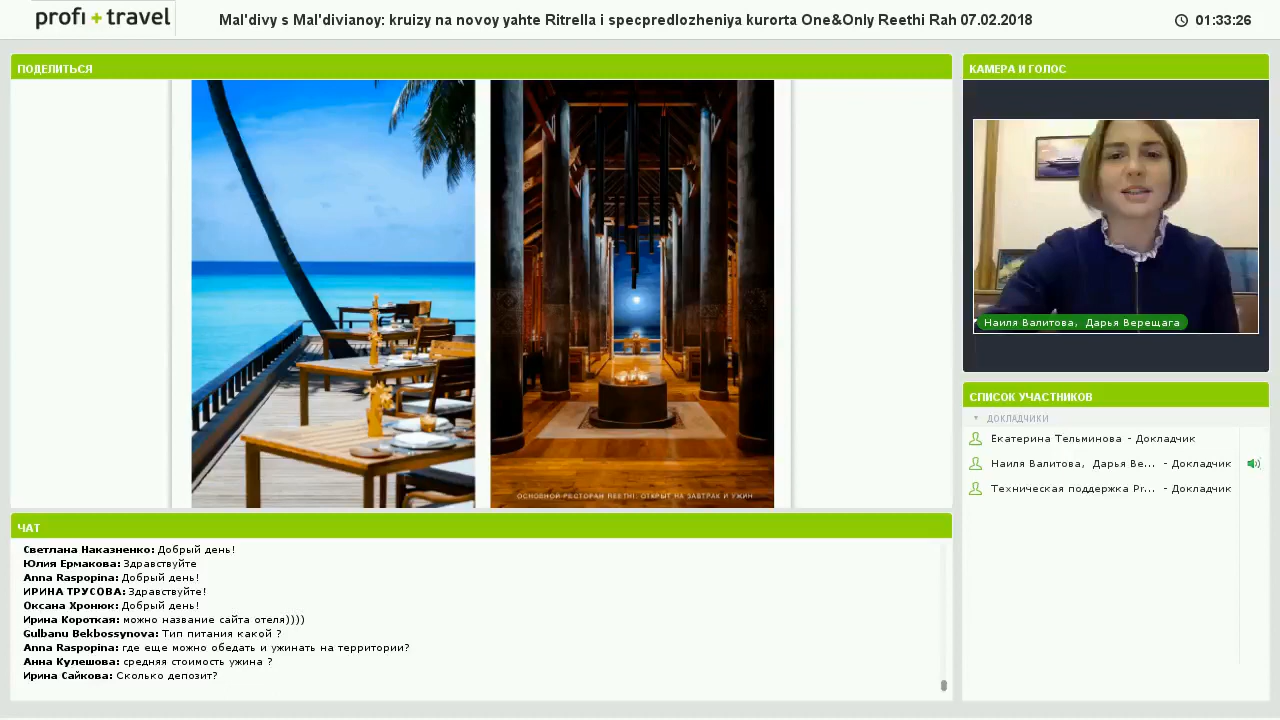 profi + travel
Mal'divy s Mal'divianoy: kruizy na novoy yahte Ritrella i specpredlozheniya kurorta One&Only Reethi Rah 07.02.2018
01:33:26
ПОДЕЛИТЬСЯ
ОСНОВНОЙ РЕСТОРАН REETHI: ОТКРЫТ НА ЗАВТРАК И УЖИН
КАМЕРА И ГОЛОС
Наиля Валитова, Дарья Верещага
СПИСОК УЧАСТНИКОВ
ДОКЛАДЧИКИ
Екатерина Тельминова - Докладчик
Наиля Валитова, Дарья Ве... - Докладчик
Техническая поддержка Pr... - Докладчик
ЧАТ
Светлана Наказненко: Добрый день!
Юлия Ермакова: Здравствуйте
Anna Raspopina: Добрый день!
ИРИНА ТРУСОВА: Здравствуйте!
Оксана Хронюк: Добрый день!
Ирина Короткая: можно название сайта отеля))))
Gulbanu Bekbossynova: Тип питания какой ?
Anna Raspopina: где еще можно обедать и ужинать на территории?
Анна Кулешова: средняя стоимость ужина ?
Ирина Сайкова: Сколько депозит?